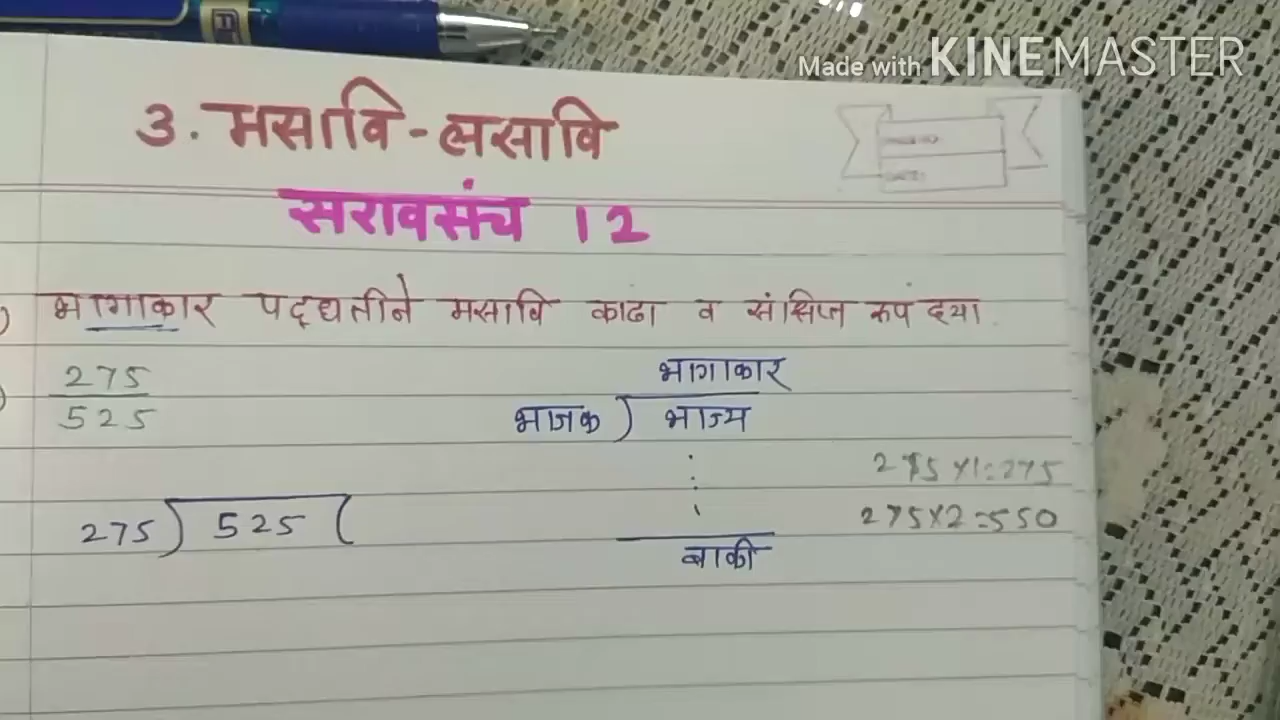 Made with KINEMASTER
३. मसावि - लसावि
सरावसंच 12
भागाकार पद्धतीने मसावि काढा व संक्षिप्त रूप द्या.
275
525
भागाकार
भाजक ) भाज्य
275 x 1 = 275
275 ) 525 (
275 x 2 = 550
बाकी